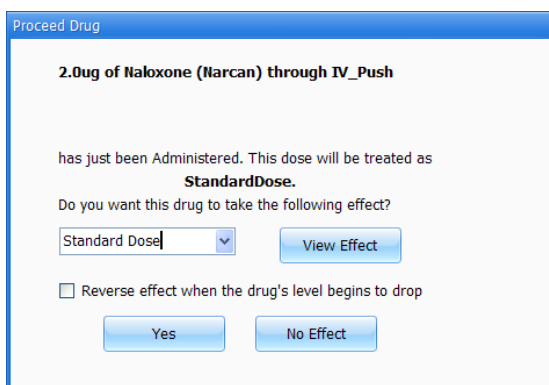 Proceed Drug
2.0ug of Naloxone (Narcan) through IV_Push
has just been Administered. This dose will be treated as
StandardDose.
Do you want this drug to take the following effect?
Standard Dose
View Effect
Reverse effect when the drug's level begins to drop
Yes
No Effect